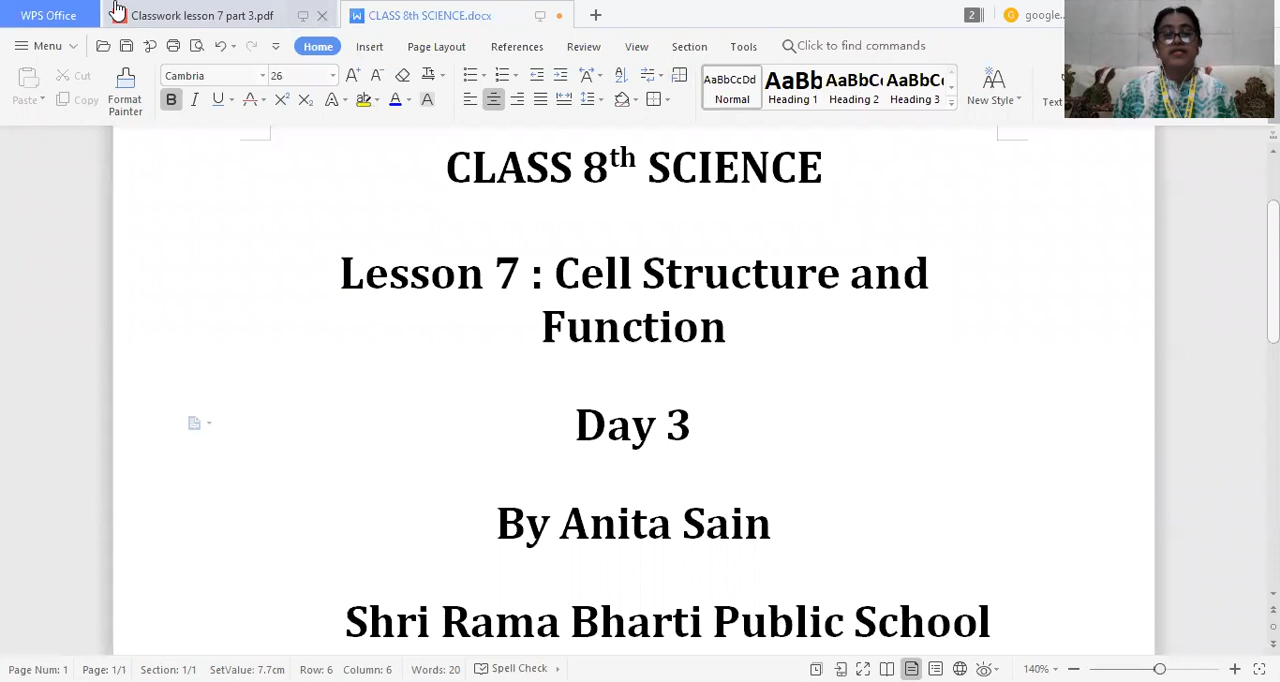 WPS Office
Classwork lesson 7 part 3.pdf
CLASS 8th SCIENCE.docx
2
G google...
Menu
Home
Insert
Page Layout
References
Review
View
Section
Tools
Click to find commands
Paste
Cut
Copy
Format Painter
Cambria
26
AaBbCcDd
Normal
AaBb
Heading 1
AaBbC
Heading 2
AaBbC
Heading 3
New Style
Text
CLASS 8th SCIENCE
Lesson 7 : Cell Structure and
Function
Day 3
By Anita Sain
Shri Rama Bharti Public School
Page Num: 1
Page: 1/1
Section: 1/1
SetValue: 7.7cm
Row: 6
Column: 6
Words: 20
Spell Check
140%